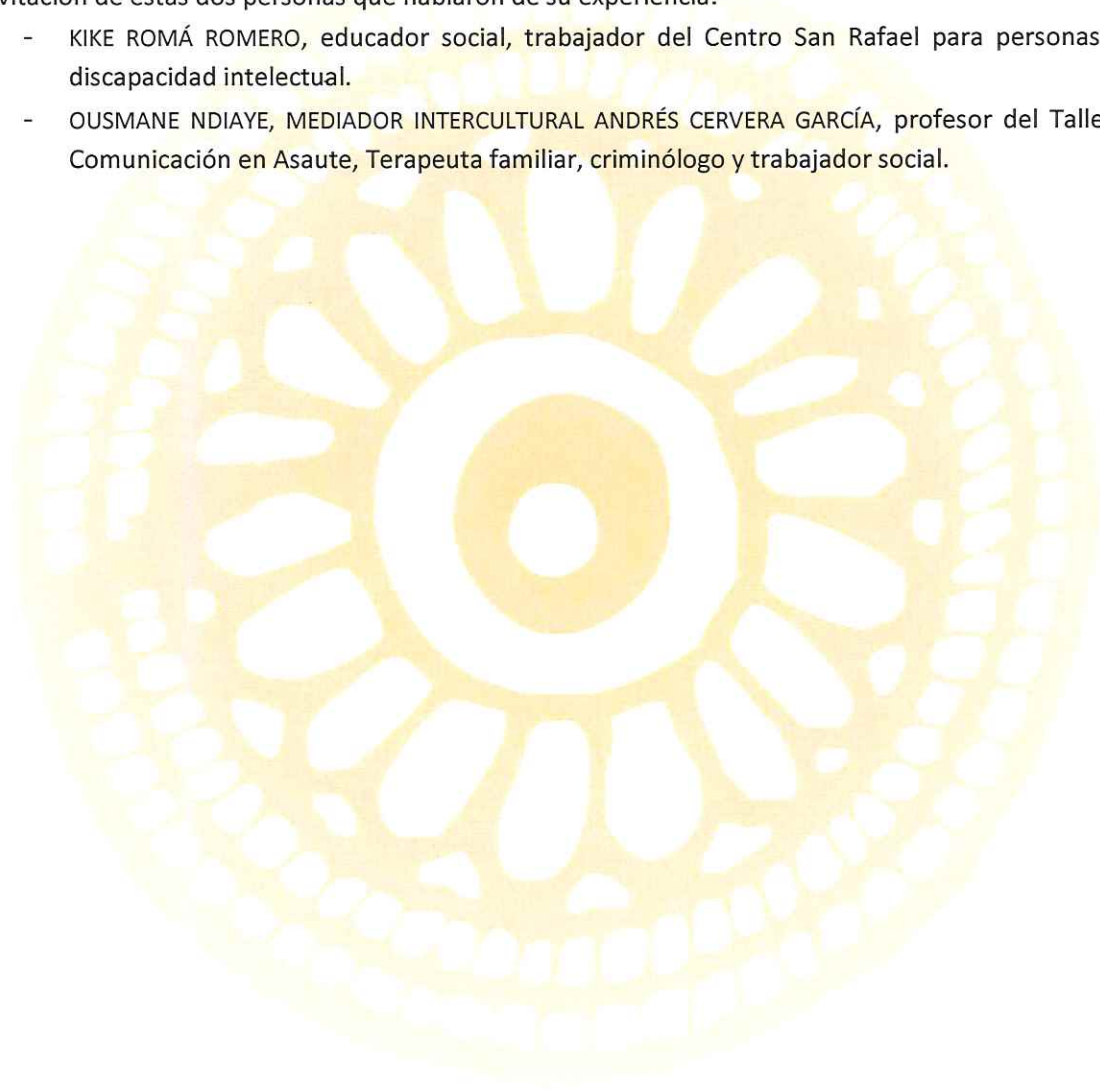 vitación de estas dos personas que hablaron de su experiencia:
- KIKE ROMÁ ROMERO, educador social, trabajador del Centro San Rafael para personas
discapacidad intelectual.
- OUSMANE NDIAYE, MEDIADOR INTERCULTURAL ANDRÉS CERVERA GARCÍA, profesor del Talle
Comunicación en Asaute, Terapeuta familiar, criminólogo y trabajador social.